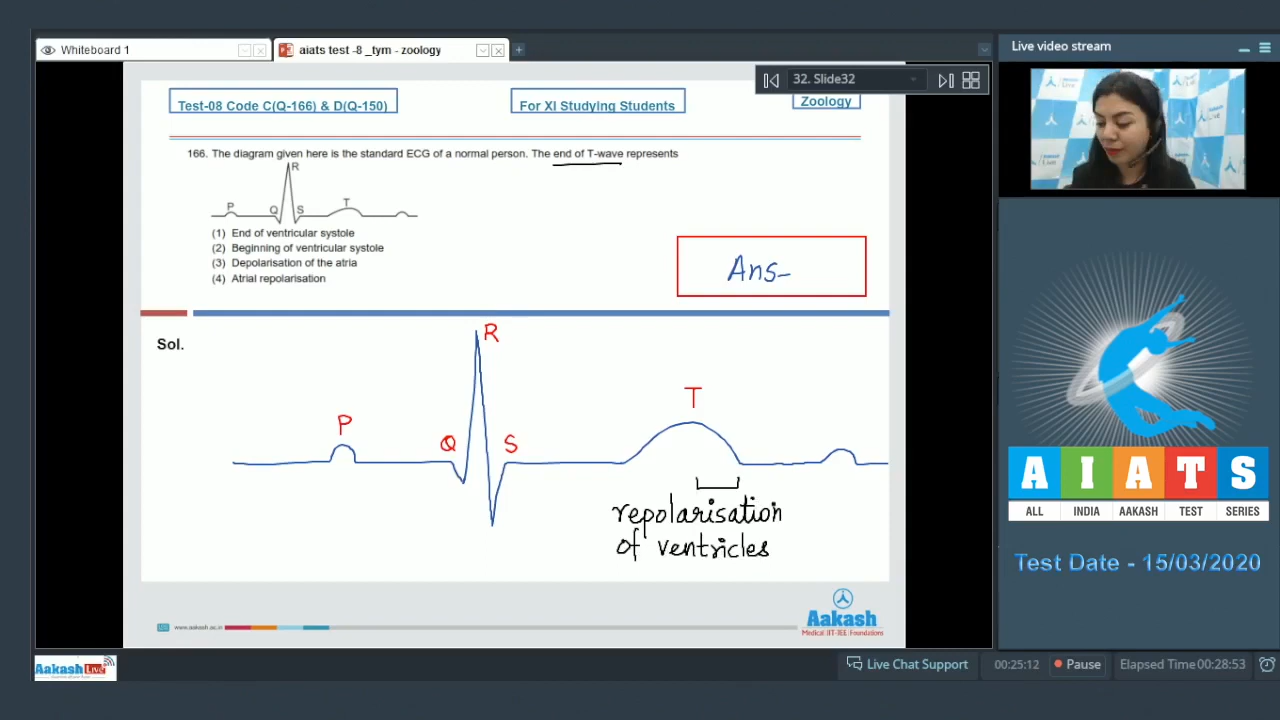 Whiteboard 1
aiats test -8 _tym - zoology
Live video stream
32. Slide32
Test-08 Code C(Q-166) & D(Q-150)
For XI Studying Students
Zoology
166. The diagram given here is the standard ECG of a normal person. The end of T-wave represents
R
P
Q
S
T
(1) End of ventricular systole
(2) Beginning of ventricular systole
(3) Depolarisation of the atria
(4) Atrial repolarisation
Ans-
Sol.
R
P
Q
S
T
repolarisation
of ventricles
A I A T S
ALL INDIA AAKASH TEST SERIES
Test Date - 15/03/2020
www.aakash.ac.in
Aakash
Medical|IIT-JEE|Foundations
Aakash Live
Live Chat Support
00:25:12
Pause
Elapsed Time 00:28:53